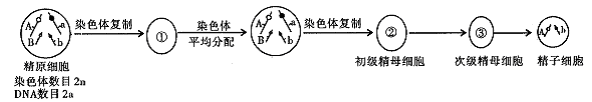 A a B b
染色体复制
①
染色体
平均分配
A a B b
染色体复制
②
③
A b
精原细胞
染色体数目2n
DNA数目2a
初级精母细胞
次级精母细胞
精子细胞